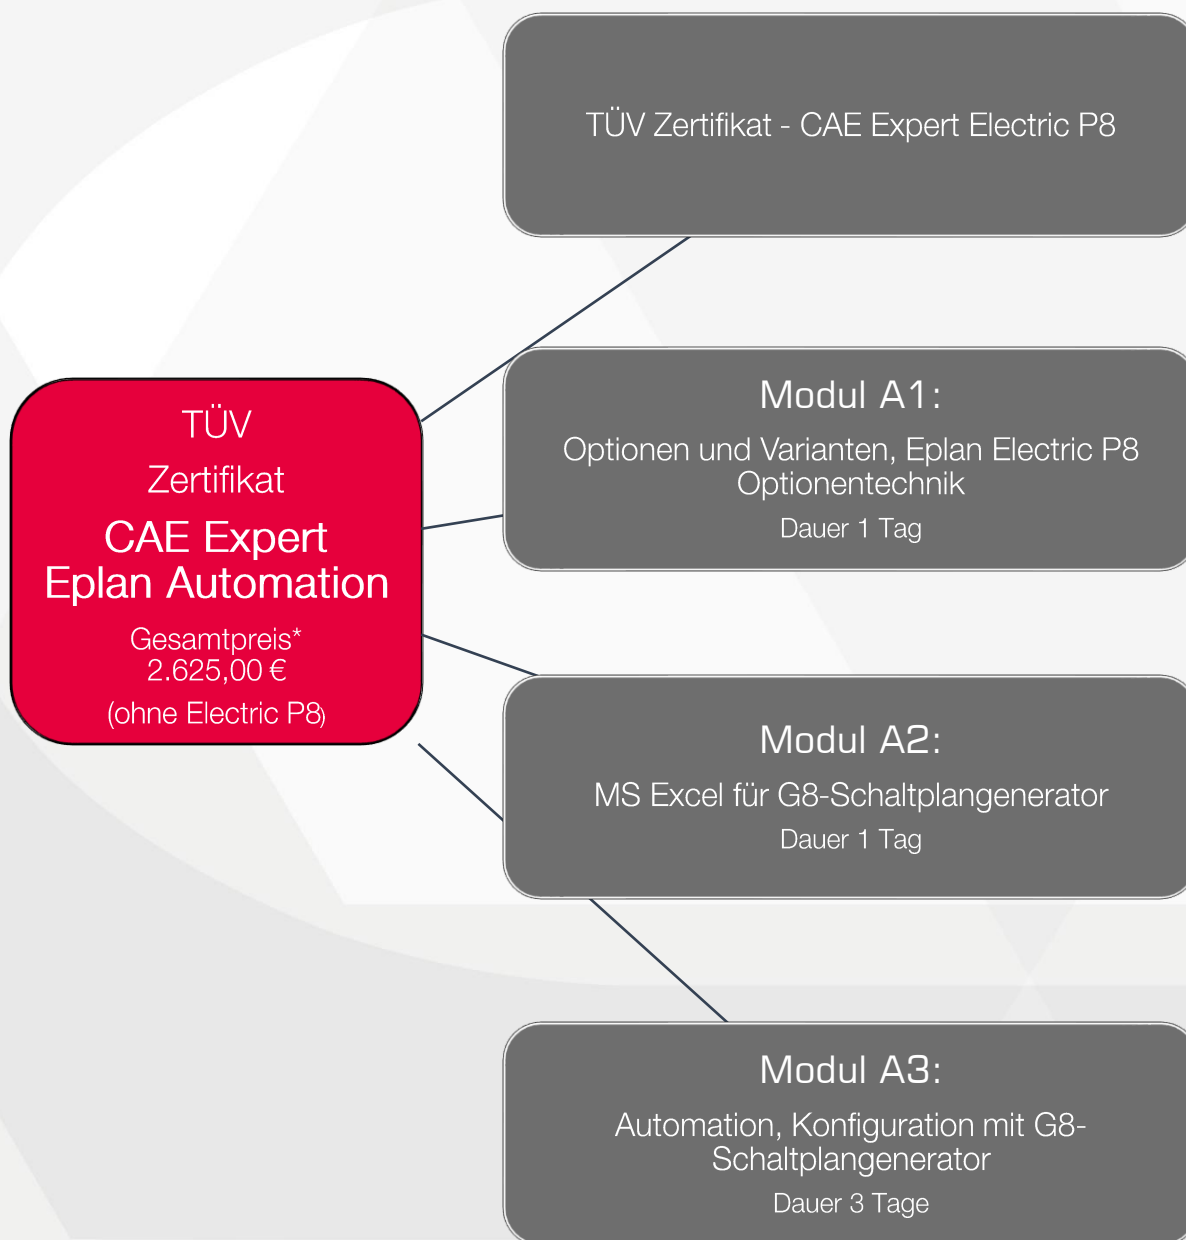 TÜV Zertifikat - CAE Expert Electric P8
TÜV
Zertifikat
CAE Expert
Eplan Automation
Gesamtpreis*
2.625,00 €
(ohne Electric P8)
Modul A1:
Optionen und Varianten, Eplan Electric P8
Optionentechnik
Dauer 1 Tag
Modul A2:
MS Excel für G8-Schaltplangenerator
Dauer 1 Tag
Modul A3:
Automation, Konfiguration mit G8-
Schaltplangenerator
Dauer 3 Tage